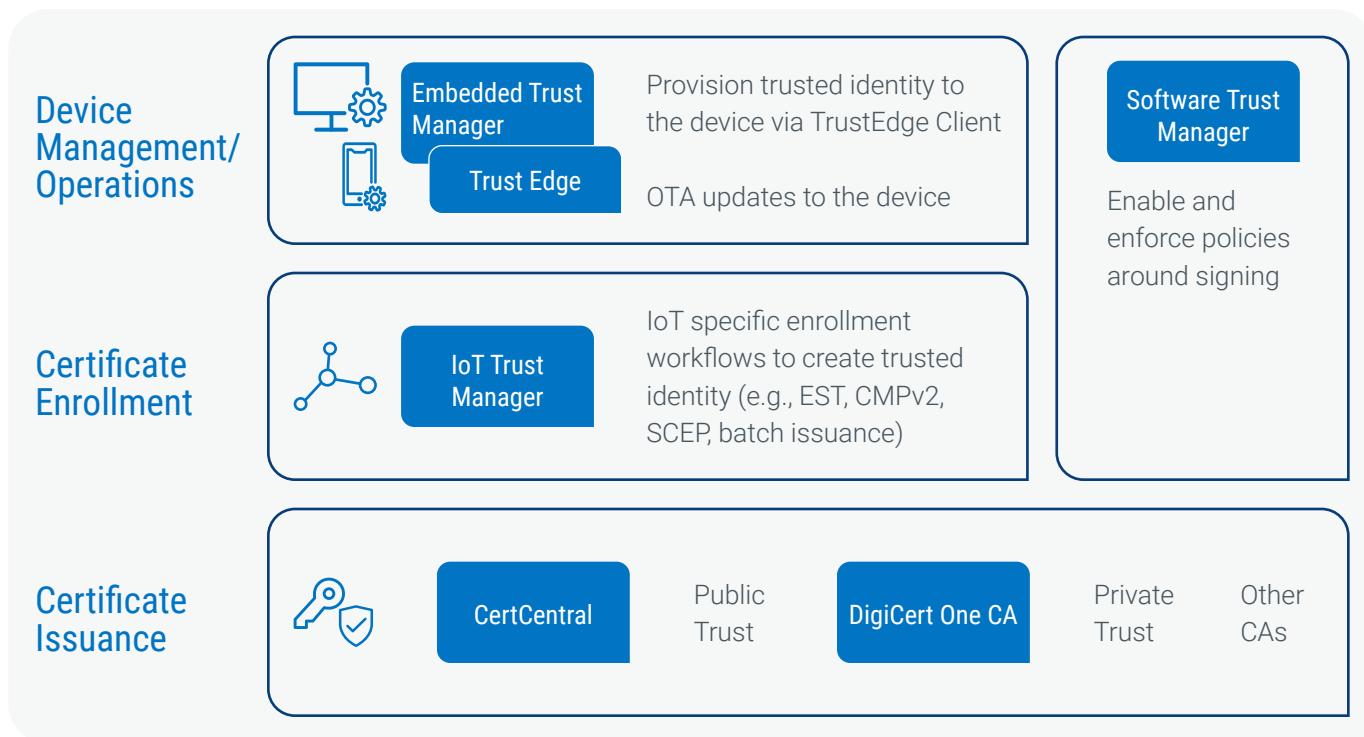 Device
Management/
Operations
Embedded Trust
Manager
Trust Edge
Provision trusted identity to
the device via TrustEdge Client
OTA updates to the device
Software Trust
Manager
Enable and
enforce policies
around signing
Certificate
Enrollment
IoT Trust
Manager
IoT specific enrollment
workflows to create trusted
identity (e.g., EST, CMPv2,
SCEP, batch issuance)
Certificate
Issuance
CertCentral
Public
Trust
DigiCert One CA
Private
Trust
Other
CAs